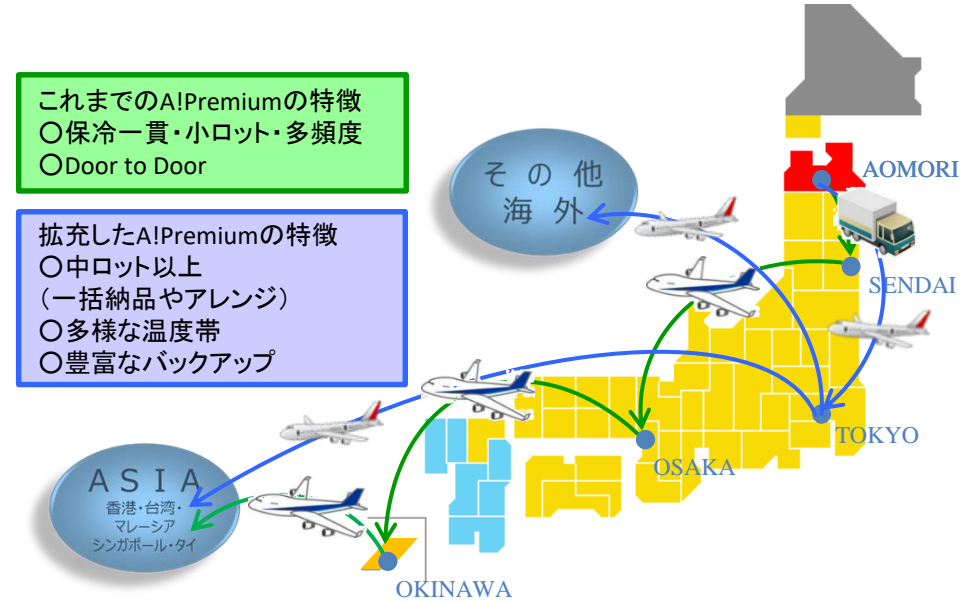 これまでのA!Premiumの特徴
〇保冷一貫・小ロット・多頻度
〇Door to Door
拡充したA!Premiumの特徴
〇中ロット以上
（一括納品やアレンジ）
〇多様な温度帯
〇豊富なバックアップ
その他
海外
AOMORI
SENDAI
TOKYO
OSAKA
ASIA
香港・台湾・
マレーシア
シンガポール・タイ
OKINAWA